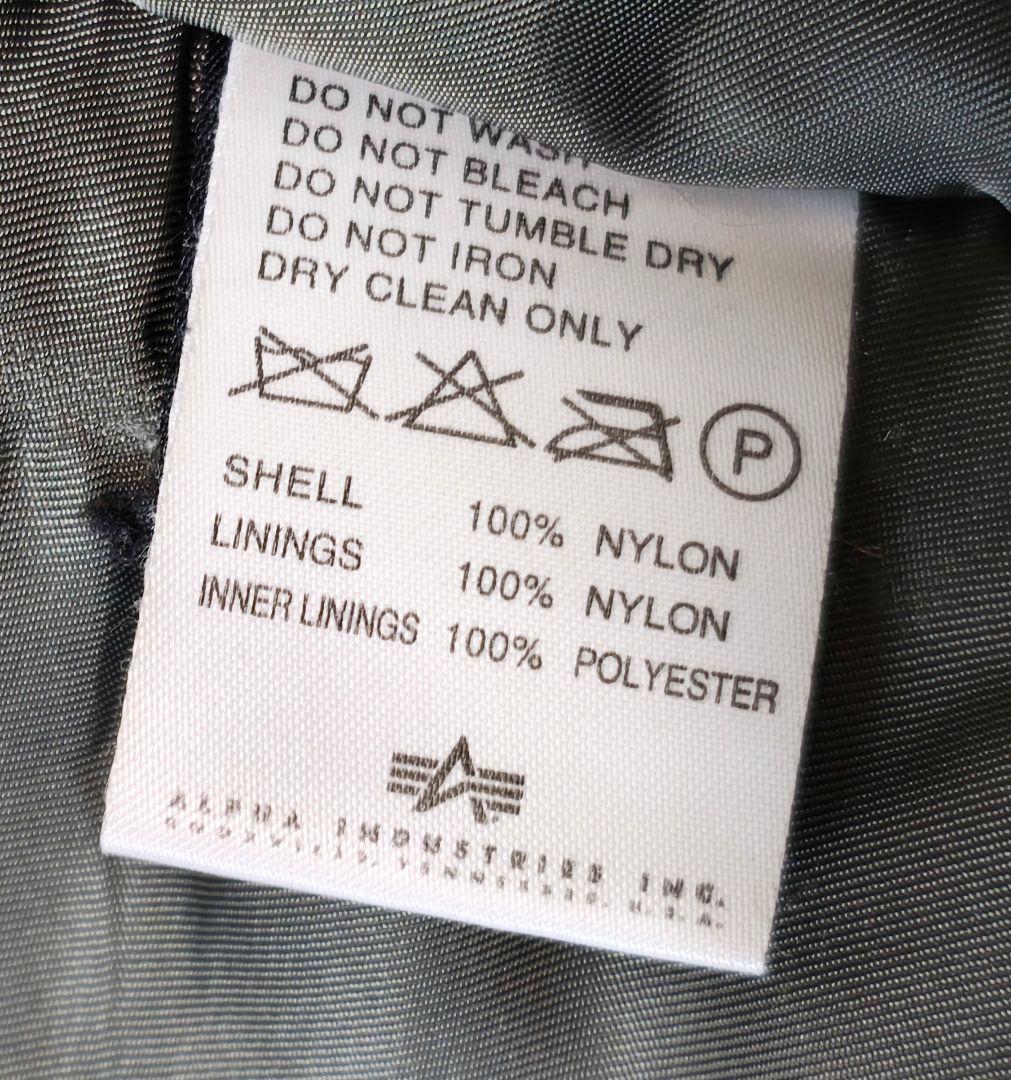 DO NOT WASH
DO NOT BLEACH
DO NOT TUMBLE DRY
DO NOT IRON
DRY CLEAN ONLY
P
SHELL 100% NYLON
LININGS 100% NYLON
INNER LININGS 100% POLYESTER
ALPHA INDUSTRIES INC.
TENNESSEE, U.S.A.